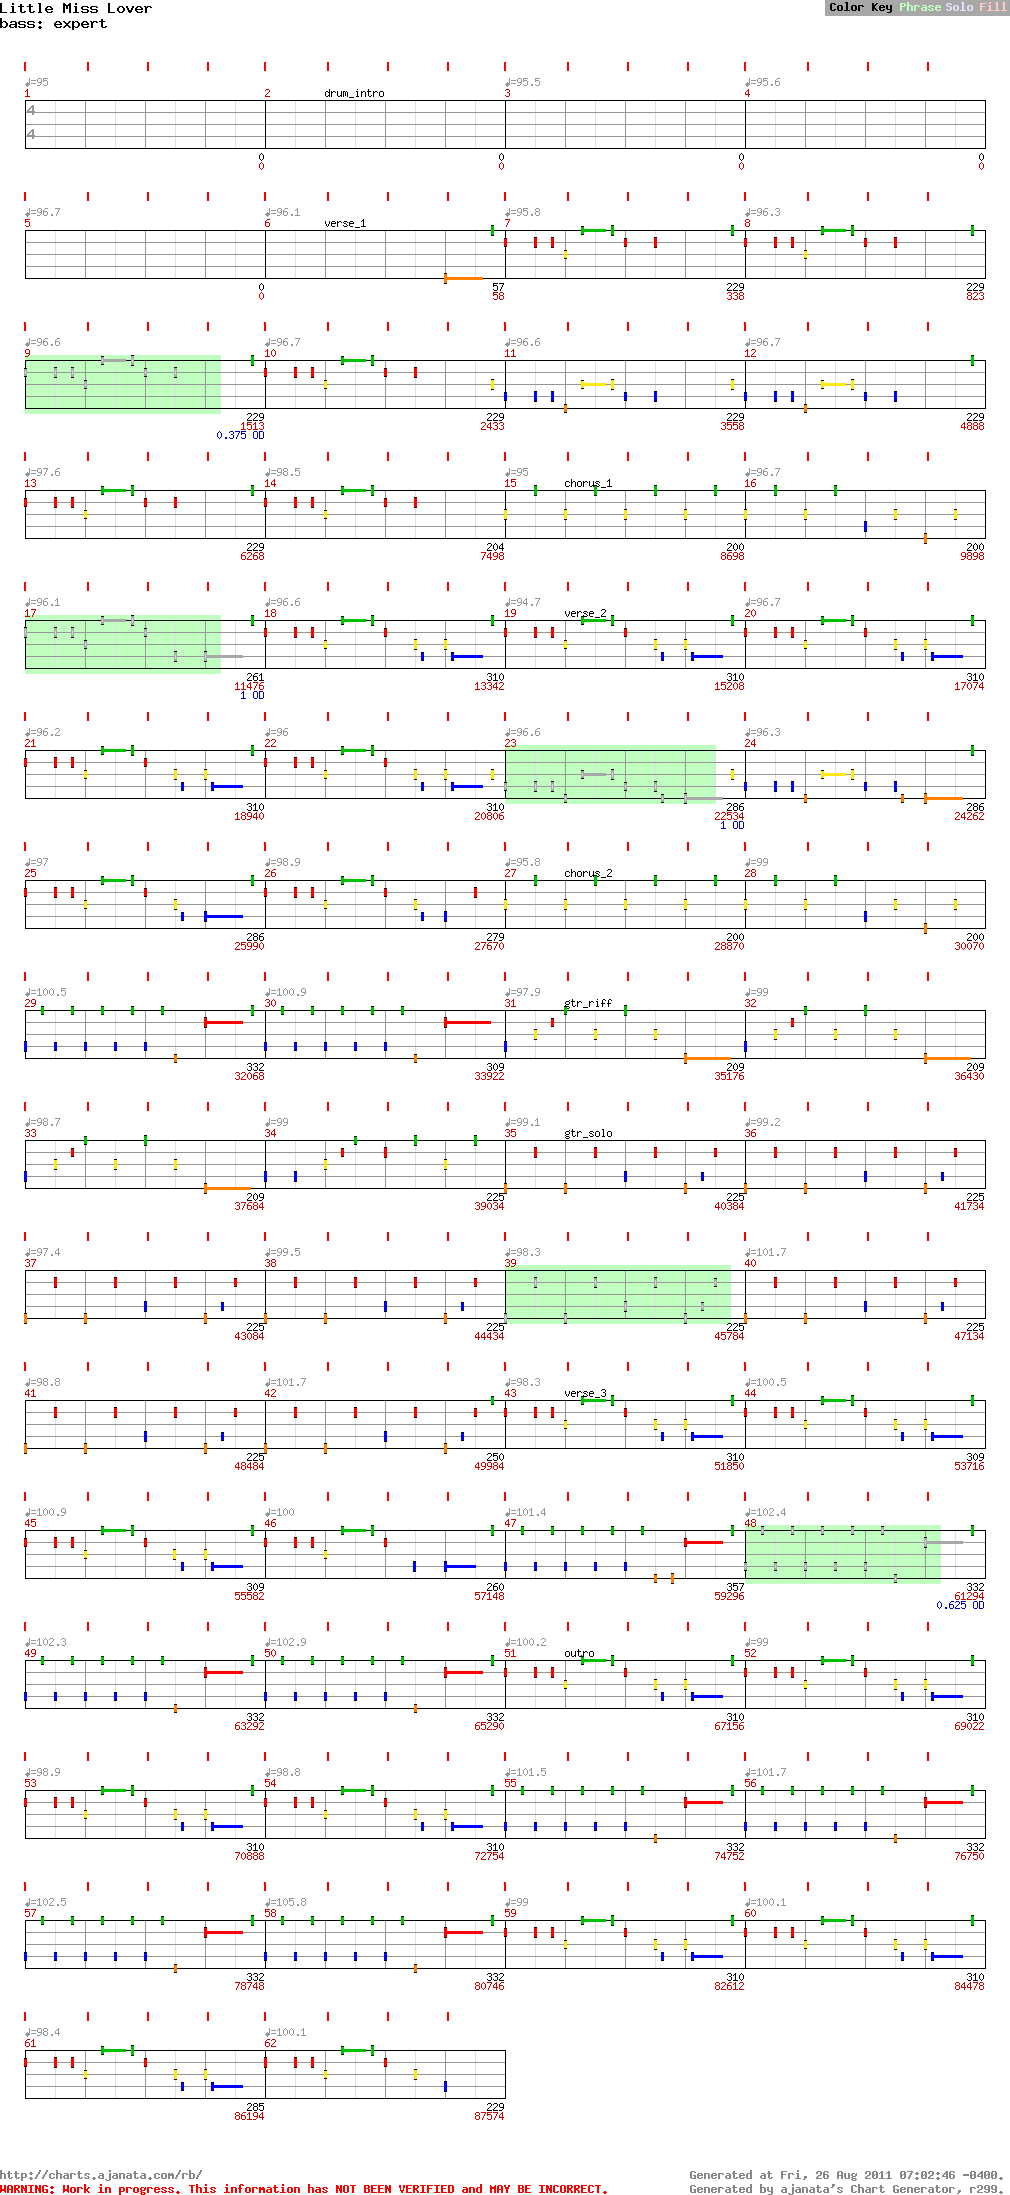 Little Miss Lover
bass: expert
Color Key Phrase Solo Fill
♩=95 ♩=95.5 ♩=95.6
1 2 drum_intro 3 4
4
4
0 0 0 0
0 0 0 0
♩=96.7 ♩=96.1 ♩=95.8 ♩=96.3
5 6 verse_1 7 8
0 57 229 229
0 58 338 823
♩=96.6 ♩=96.7 ♩=96.6 ♩=96.7
9 10 11 12
229 229 229 229
1513 2433 3558 4888
0.375 OD
♩=97.6 ♩=98.5 ♩=95 ♩=96.7
13 14 15 chorus_1 16
229 204 200 200
6268 7498 8698 9898
♩=96.1 ♩=96.6 ♩=94.7 ♩=96.7
17 18 19 verse_2 20
261 310 310 310
11476 13342 15208 17074
1 OD
♩=96.2 ♩=96 ♩=96.6 ♩=96.3
21 22 23 24
310 310 286 286
18940 20806 22534 24262
1 OD
♩=97 ♩=98.9 ♩=95.8 ♩=99
25 26 27 chorus_2 28
286 279 200 200
25990 27670 28870 30070
♩=100.5 ♩=100.9 ♩=97.9 ♩=99
29 30 31 gtr_riff 32
332 309 209 209
32068 33922 35176 36430
♩=98.7 ♩=99 ♩=99.1 ♩=99.2
33 34 35 gtr_solo 36
209 225 225 225
37684 39034 40384 41734
♩=97.4 ♩=99.5 ♩=98.3 ♩=101.7
37 38 39 40
225 225 225 225
43084 44434 45784 47134
♩=98.8 ♩=101.7 ♩=98.3 ♩=100.5
41 42 43 verse_3 44
225 250 310 309
48484 49984 51850 53716
♩=100.9 ♩=100 ♩=101.4 ♩=102.4
45 46 47 48
309 260 357 332
55582 57148 59296 61294
0.625 OD
♩=102.3 ♩=102.9 ♩=100.2 ♩=99
49 50 51 outro 52
332 332 310 310
63292 65290 67156 69022
♩=98.9 ♩=98.8 ♩=101.5 ♩=101.7
53 54 55 56
310 310 332 332
70888 72754 74752 76750
♩=102.5 ♩=105.8 ♩=99 ♩=100.1
57 58 59 60
332 332 310 310
78748 80746 82612 84478
♩=98.4 ♩=100.1
61 62
285 229
86194 87574
http://charts.ajanata.com/rb/
Generated at Fri, 26 Aug 2011 07:02:46 -0400.
WARNING: Work in progress. This information has NOT BEEN VERIFIED and MAY BE INCORRECT.
Generated by ajanata's Chart Generator, r299.